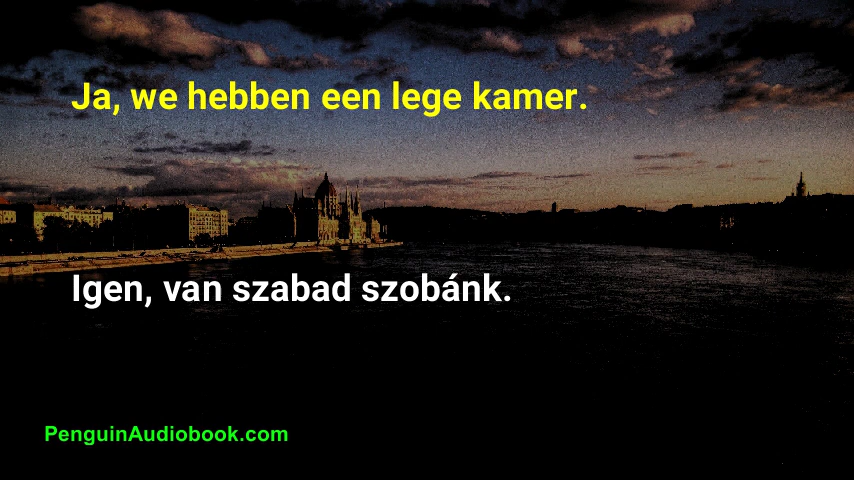 Ja, we hebben een lege kamer.
Igen, van szabad szobánk.
PenguinAudiobook.com